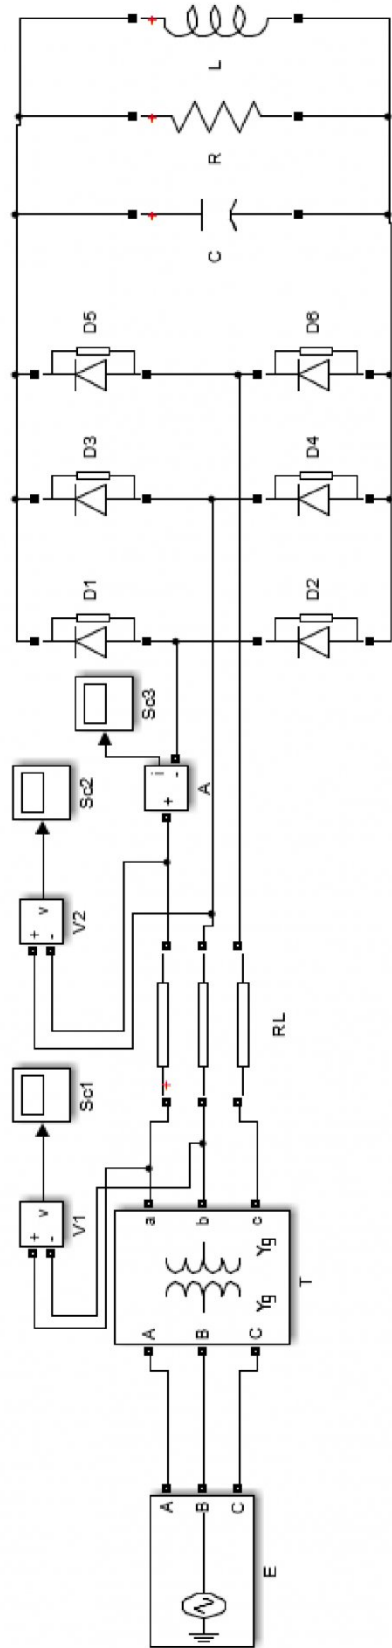 E
A
B
C
A
B
C
Yg
Yg
a
b
c
T
+
-
v
V1
Sc1
+
RL
+
-
v
V2
Sc2
+
-
i
A
Sc3
D1
D2
D3
D4
D5
D6
+
C
+
R
+
L